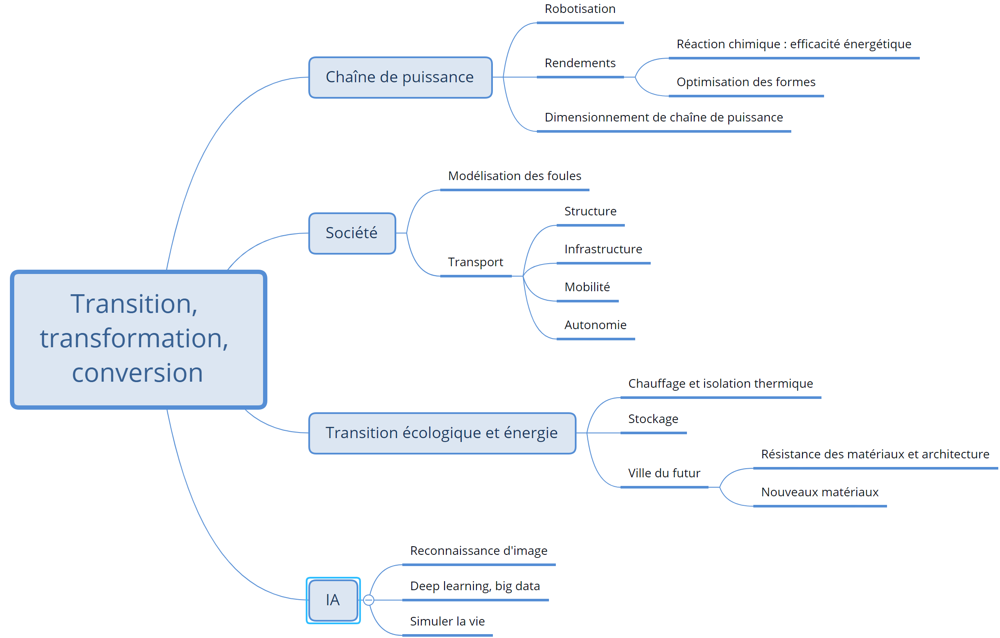 Transition,
transformation,
conversion
Chaîne de puissance
Robotisation
Rendements
Réaction chimique : efficacité énergétique
Optimisation des formes
Dimensionnement de chaîne de puissance
Société
Modélisation des foules
Transport
Structure
Infrastructure
Mobilité
Autonomie
Transition écologique et énergie
Chauffage et isolation thermique
Stockage
Ville du futur
Résistance des matériaux et architecture
Nouveaux matériaux
IA
Reconnaissance d'image
Deep learning, big data
Simuler la vie